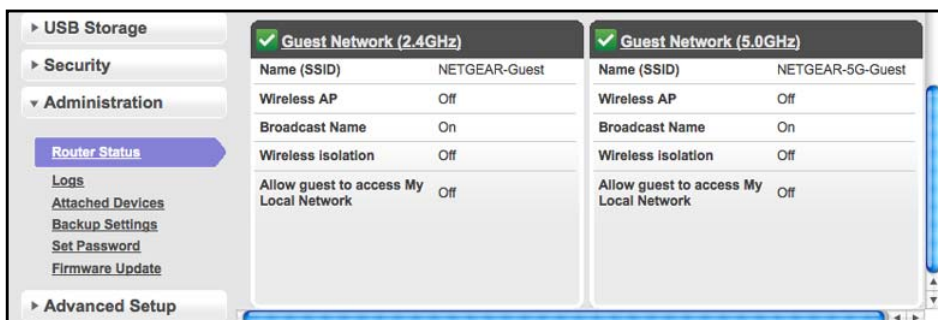 USB Storage
Security
Administration
Router Status
Logs
Attached Devices
Backup Settings
Set Password
Firmware Update
Advanced Setup
Guest Network (2.4GHz)
Name (SSID) NETGEAR-Guest
Wireless AP Off
Broadcast Name On
Wireless isolation Off
Allow guest to access My
Local Network Off
Guest Network (5.0GHz)
Name (SSID) NETGEAR-5G-Guest
Wireless AP Off
Broadcast Name On
Wireless isolation Off
Allow guest to access My
Local Network Off